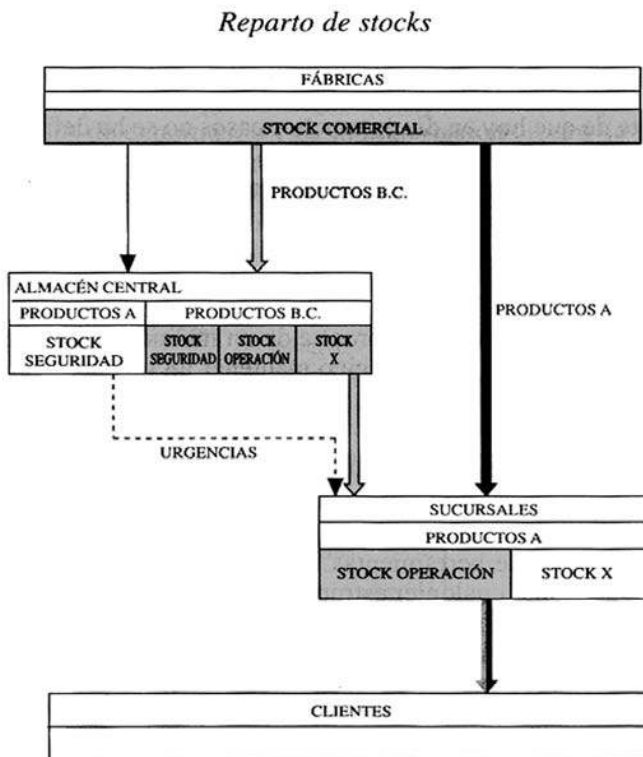 Reparto de stocks
FÁBRICAS
STOCK COMERCIAL
PRODUCTOS B.C.
ALMACÉN CENTRAL
PRODUCTOS A
PRODUCTOS B.C.
PRODUCTOS A
STOCK
SEGURIDAD
STOCK
SEGURIDAD
STOCK
OPERACIÓN
STOCK
X
URGENCIAS
SUCURSALES
PRODUCTOS A
STOCK OPERACIÓN
STOCK X
CLIENTES